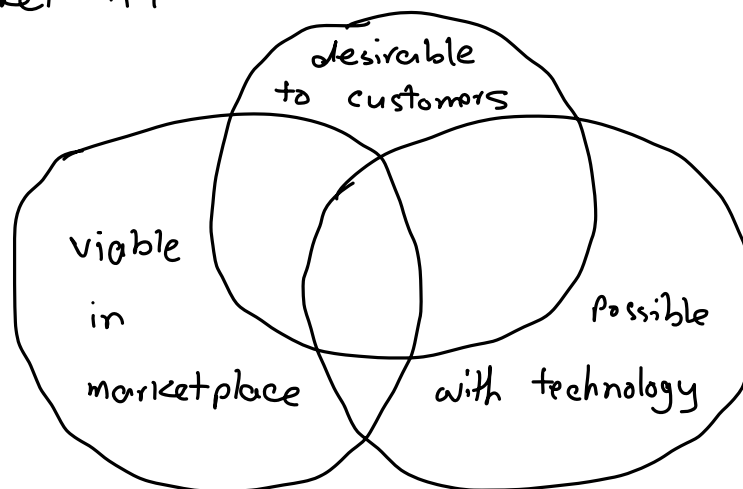 desirable
to customers
viable
in
marketplace
possible
with technology